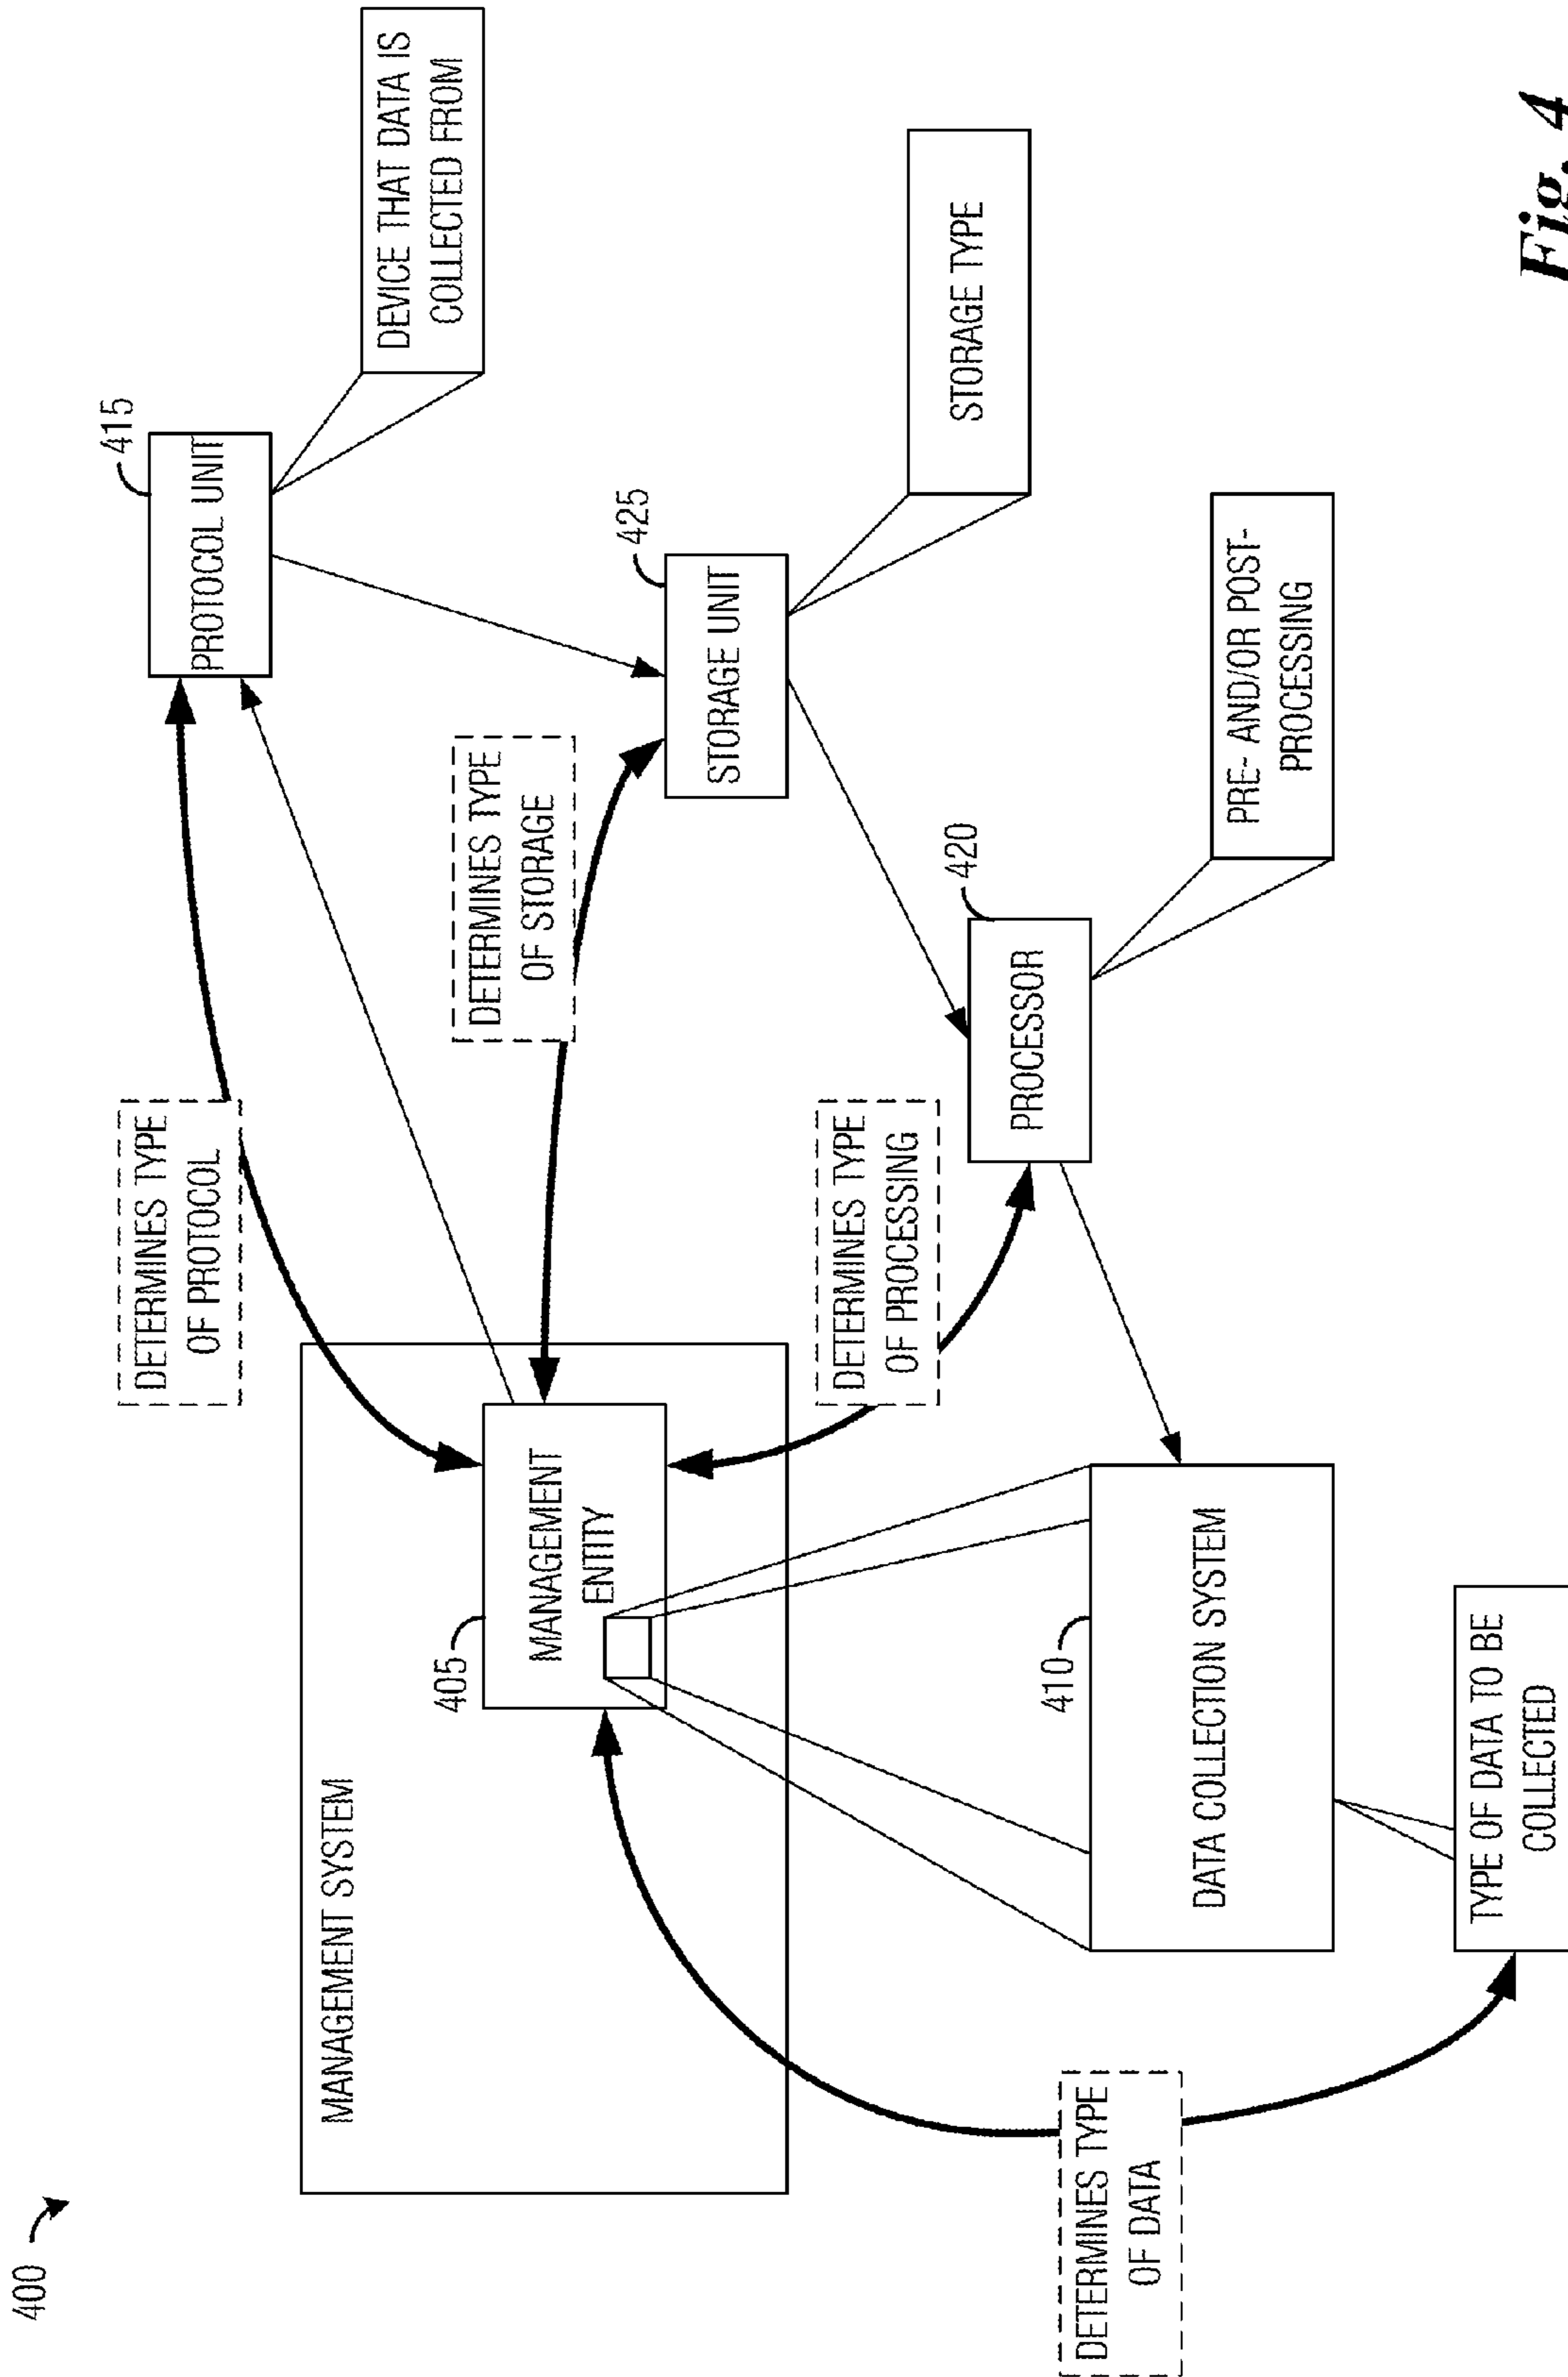 400
MANAGEMENT SYSTEM
405
MANAGEMENT
ENTITY
DETERMINES TYPE
OF PROTOCOL
415
PROTOCOL UNIT
DEVICE THAT DATA IS
COLLECTED FROM
DETERMINES TYPE
OF STORAGE
425
STORAGE UNIT
STORAGE TYPE
DETERMINES TYPE
OF PROCESSING
420
PROCESSOR
PRE- AND/OR POST-
PROCESSING
DETERMINES TYPE
OF DATA
410
DATA COLLECTION SYSTEM
TYPE OF DATA TO BE
COLLECTED
Fig. 4